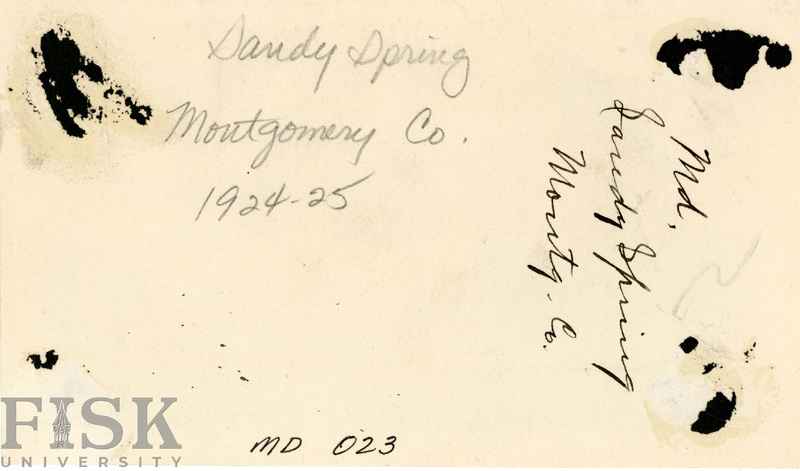 Sandy Spring
Montgomery Co.
1924-25
Md,
Sandy Spring
Montg. Co.
MD 023
FISK
UNIVERSITY